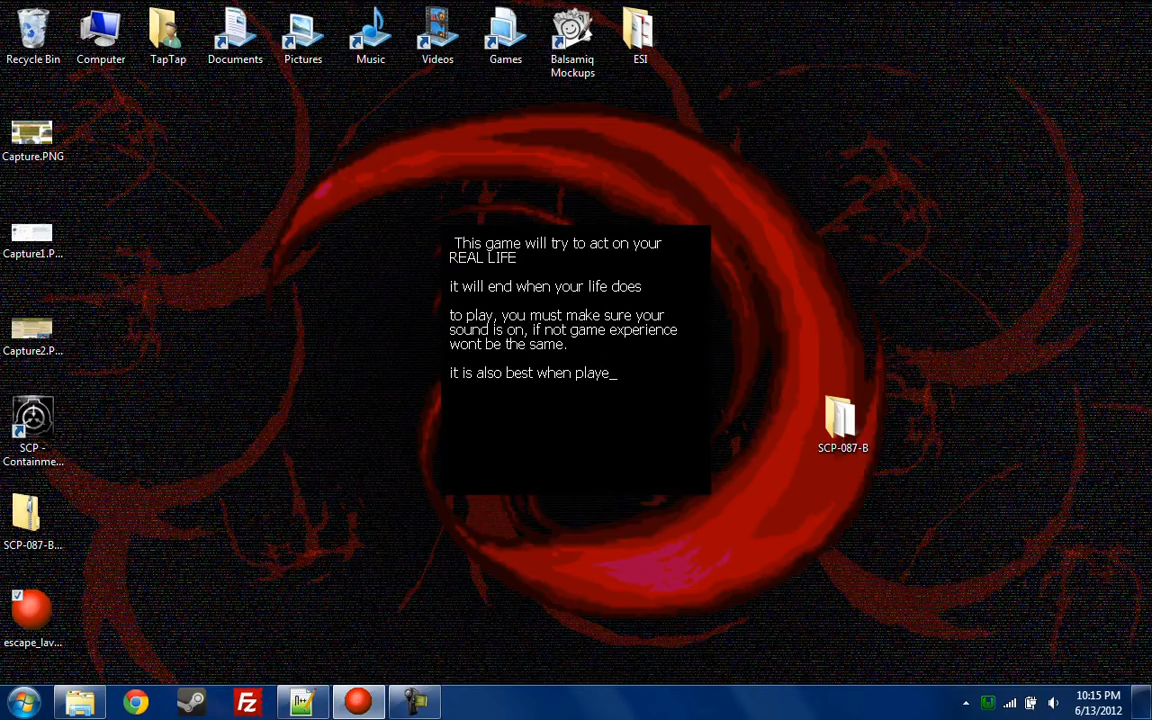 Recycle Bin
Computer
TapTap
Documents
Pictures
Music
Videos
Games
Balsamiq
Mockups
ESI
Capture.PNG
Capture1.P...
Capture2.P...
SCP -
Containme...
SCP-087-B...
escape_lav...
This game will try to act on your
REAL LIFE
it will end when your life does
to play, you must make sure your
sound is on, if not game experience
wont be the same.
it is also best when playe_
SCP-087-B
Fz
N++
10:15 PM
6/13/2012